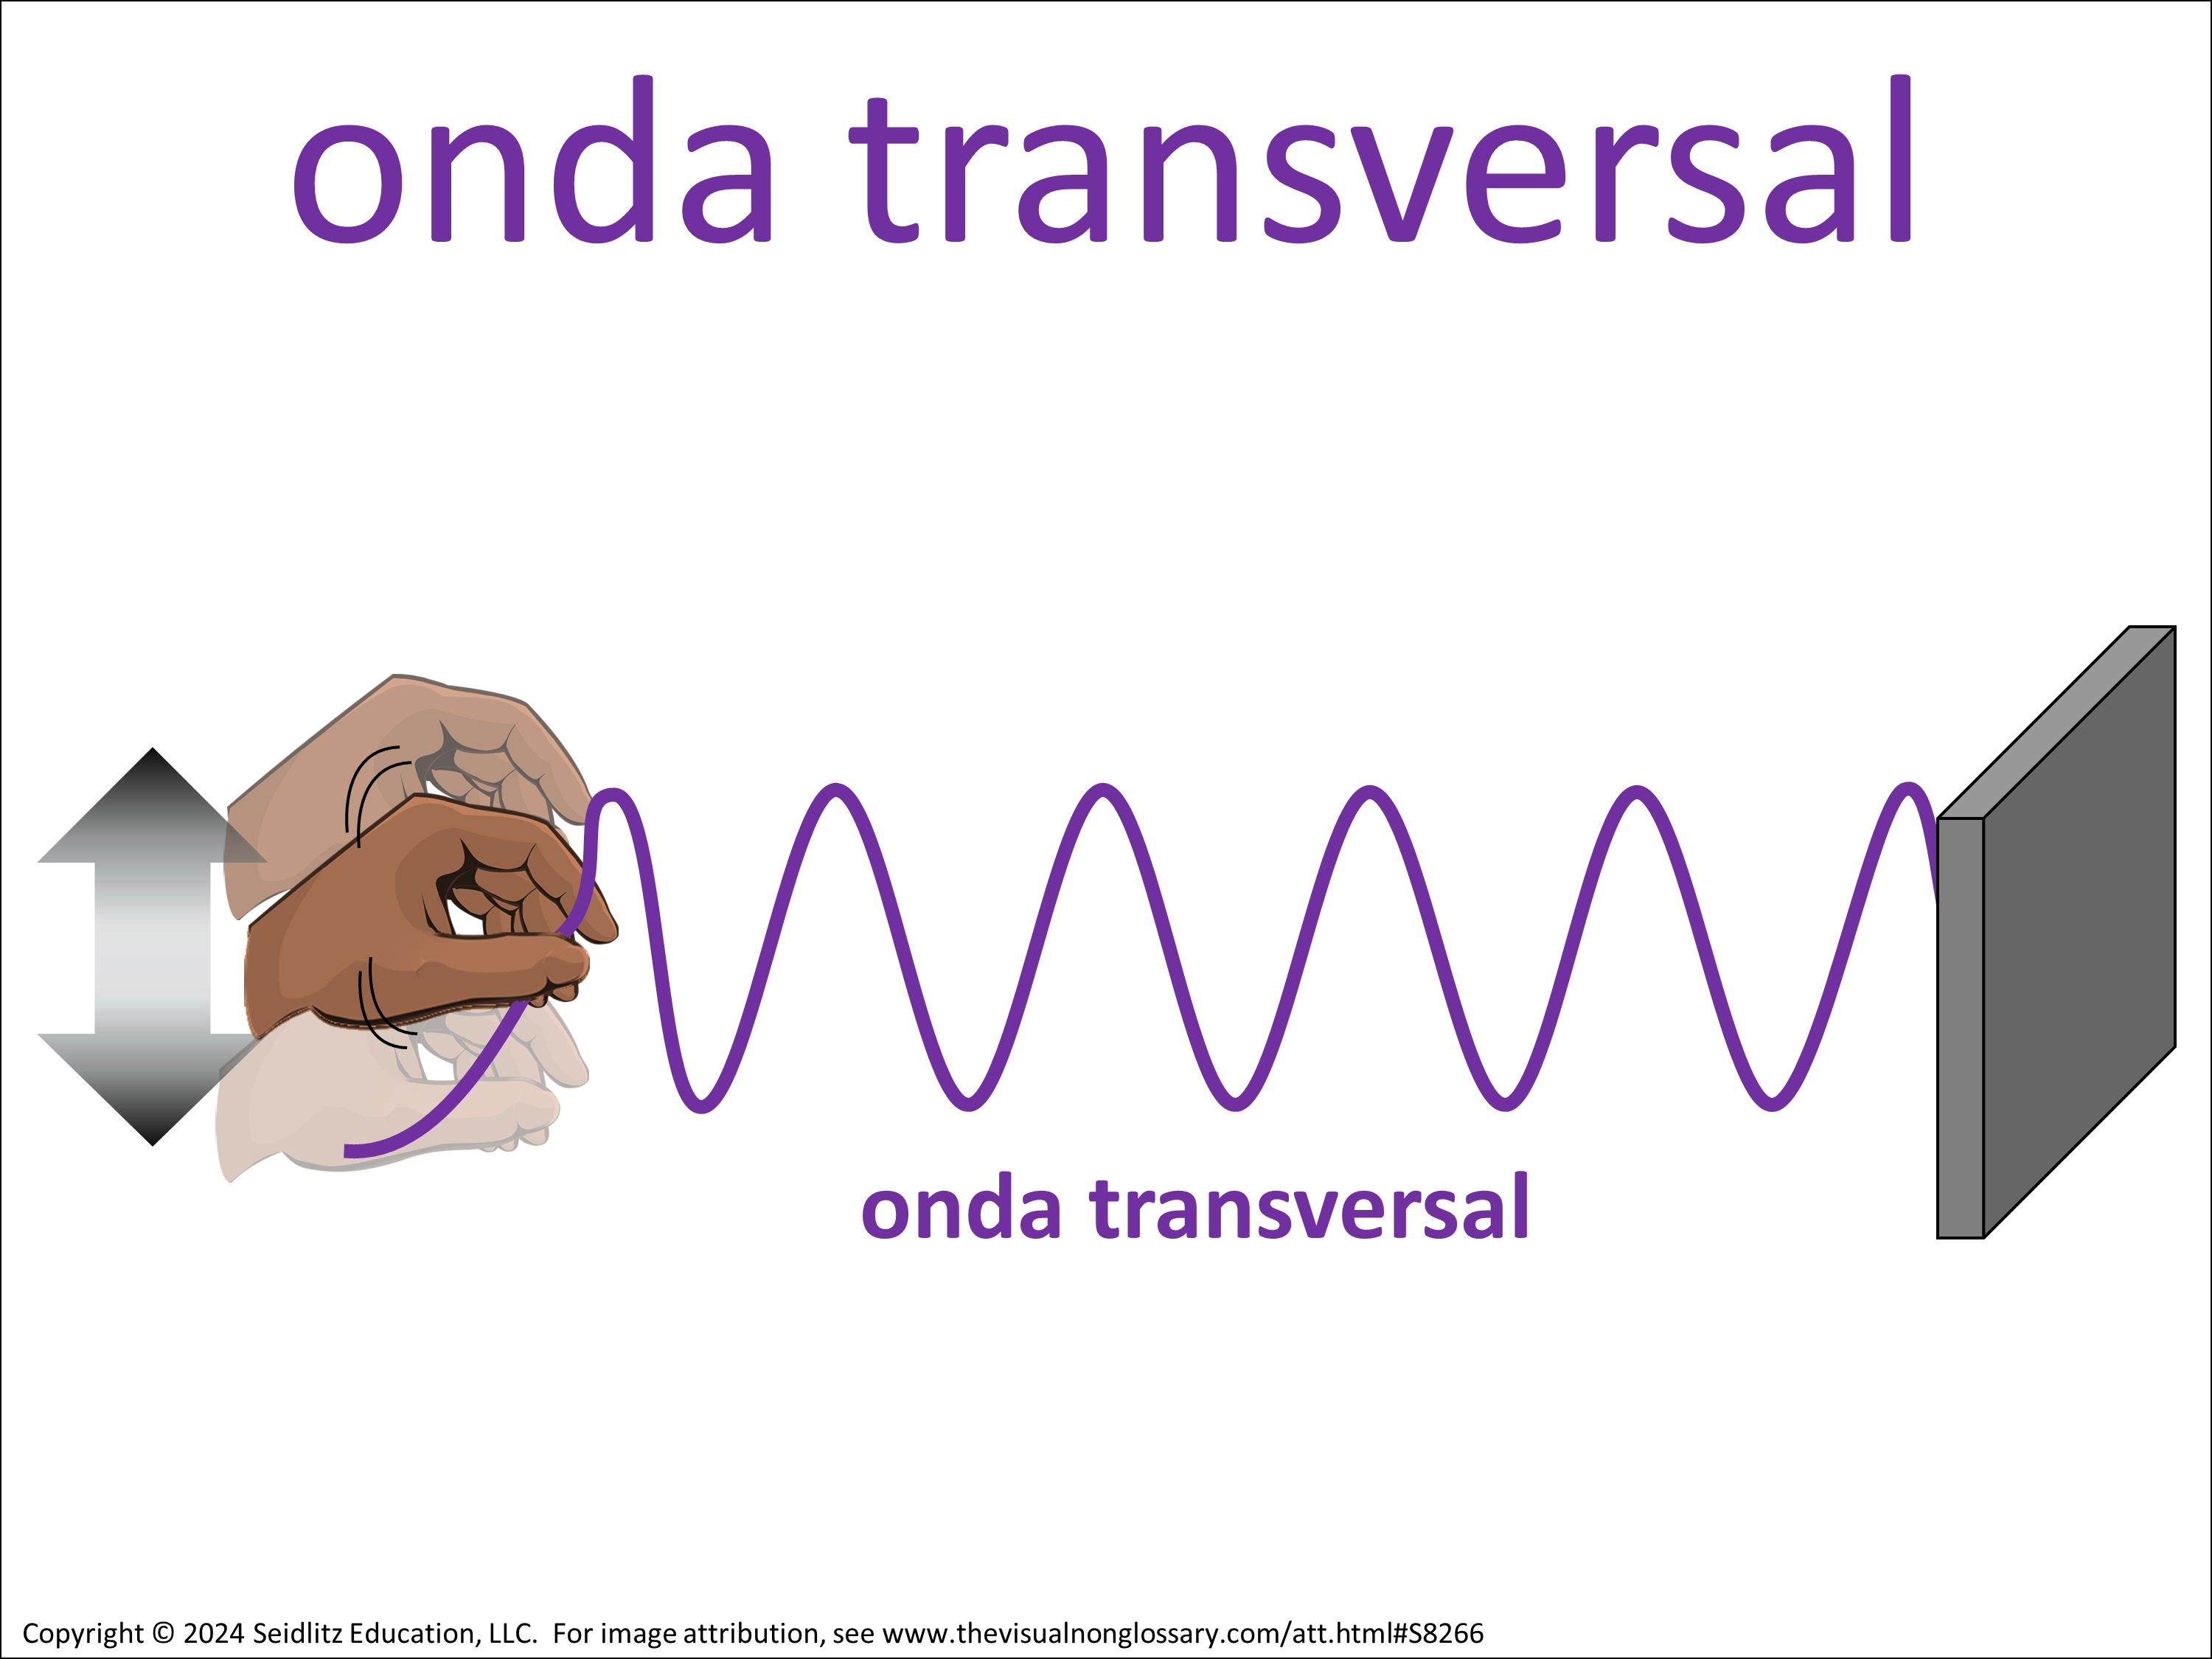 onda transversal
onda transversal
Copyright © 2024 Seidlitz Education, LLC.  For image attribution, see www.thevisualnonglossary.com/att.html#S8266